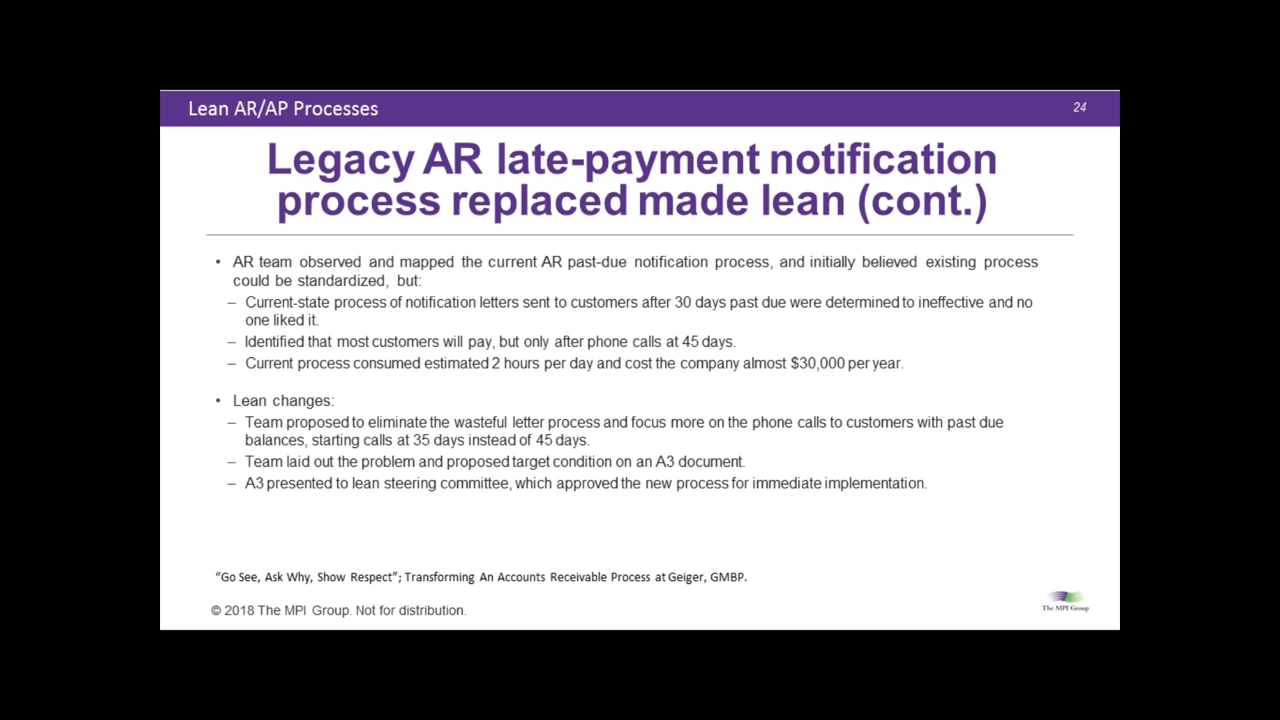 Lean AR/AP Processes
24
Legacy AR late-payment notification
process replaced made lean (cont.)
• AR team observed and mapped the current AR past-due notification process, and initially believed existing process
could be standardized, but:
– Current-state process of notification letters sent to customers after 30 days past due were determined to ineffective and no
one liked it.
– Identified that most customers will pay, but only after phone calls at 45 days.
– Current process consumed estimated 2 hours per day and cost the company almost $30,000 per year.
• Lean changes:
– Team proposed to eliminate the wasteful letter process and focus more on the phone calls to customers with past due
balances, starting calls at 35 days instead of 45 days.
– Team laid out the problem and proposed target condition on an A3 document.
– A3 presented to lean steering committee, which approved the new process for immediate implementation.
“Go See, Ask Why, Show Respect”; Transforming An Accounts Receivable Process at Geiger, GMBP.
© 2018 The MPI Group. Not for distribution.
The MPI Group